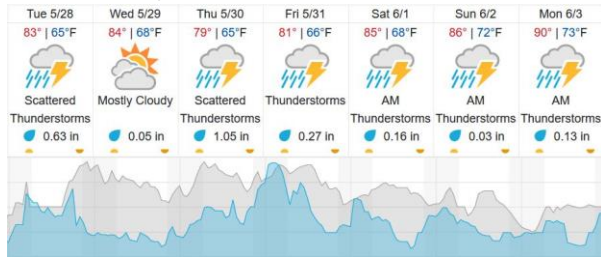 Tue 5/28 Wed 5/29 Thu 5/30 Fri 5/31 Sat 6/1 Sun 6/2 Mon 6/3
83° | 65°F 84° | 68°F 79° | 65°F 81° | 66°F 85° | 68°F 86° | 72°F 90° | 73°F
Scattered Mostly Cloudy Scattered Thunderstorms AM AM AM
Thunderstorms Thunderstorms Thunderstorms Thunderstorms Thunderstorms
0.63 in 0.05 in 1.05 in 0.27 in 0.16 in 0.03 in 0.13 in